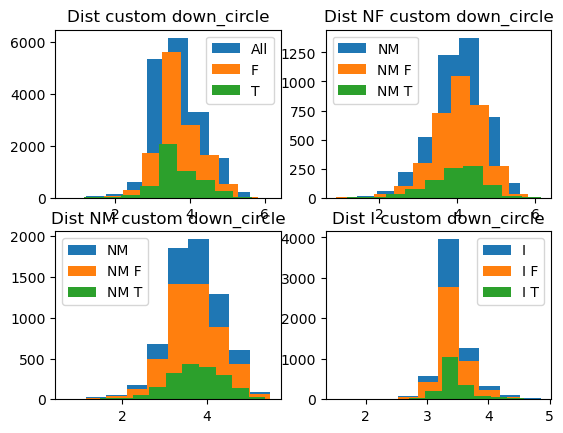 Dist custom down_circle
Dist NF custom down_circle
6000
4000
2000
0
2
4
6
All
F
T
1250
1000
750
500
250
0
2
4
6
NM
NM F
NM T
Dist NM custom down_circle
Dist I custom down_circle
2000
1500
1000
500
0
2
4
NM
NM F
NM T
4000
3000
2000
1000
0
2
3
4
5
I
I F
I T